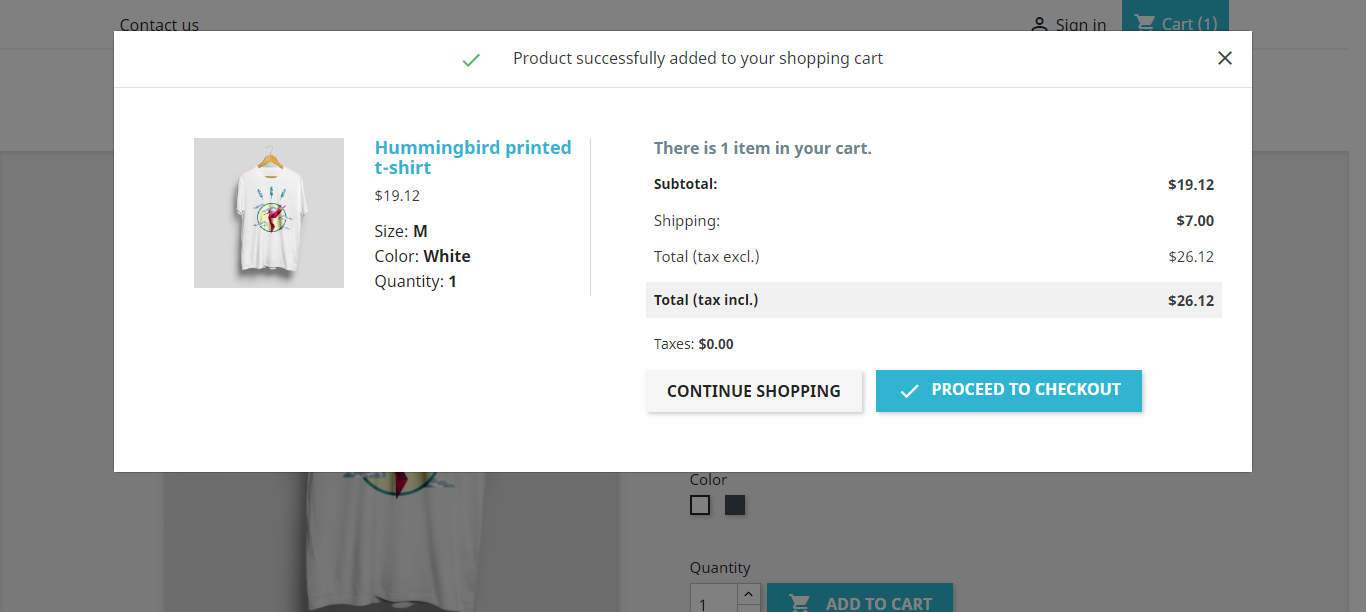 Contact us
Sign in
Cart (1)
Product successfully added to your shopping cart
Hummingbird printed
t-shirt
$19.12
Size: M
Color: White
Quantity: 1
There is 1 item in your cart.
Subtotal: $19.12
Shipping: $7.00
Total (tax excl.) $26.12
Total (tax incl.) $26.12
Taxes: $0.00
CONTINUE SHOPPING
PROCEED TO CHECKOUT
Color
Quantity
1
ADD TO CART